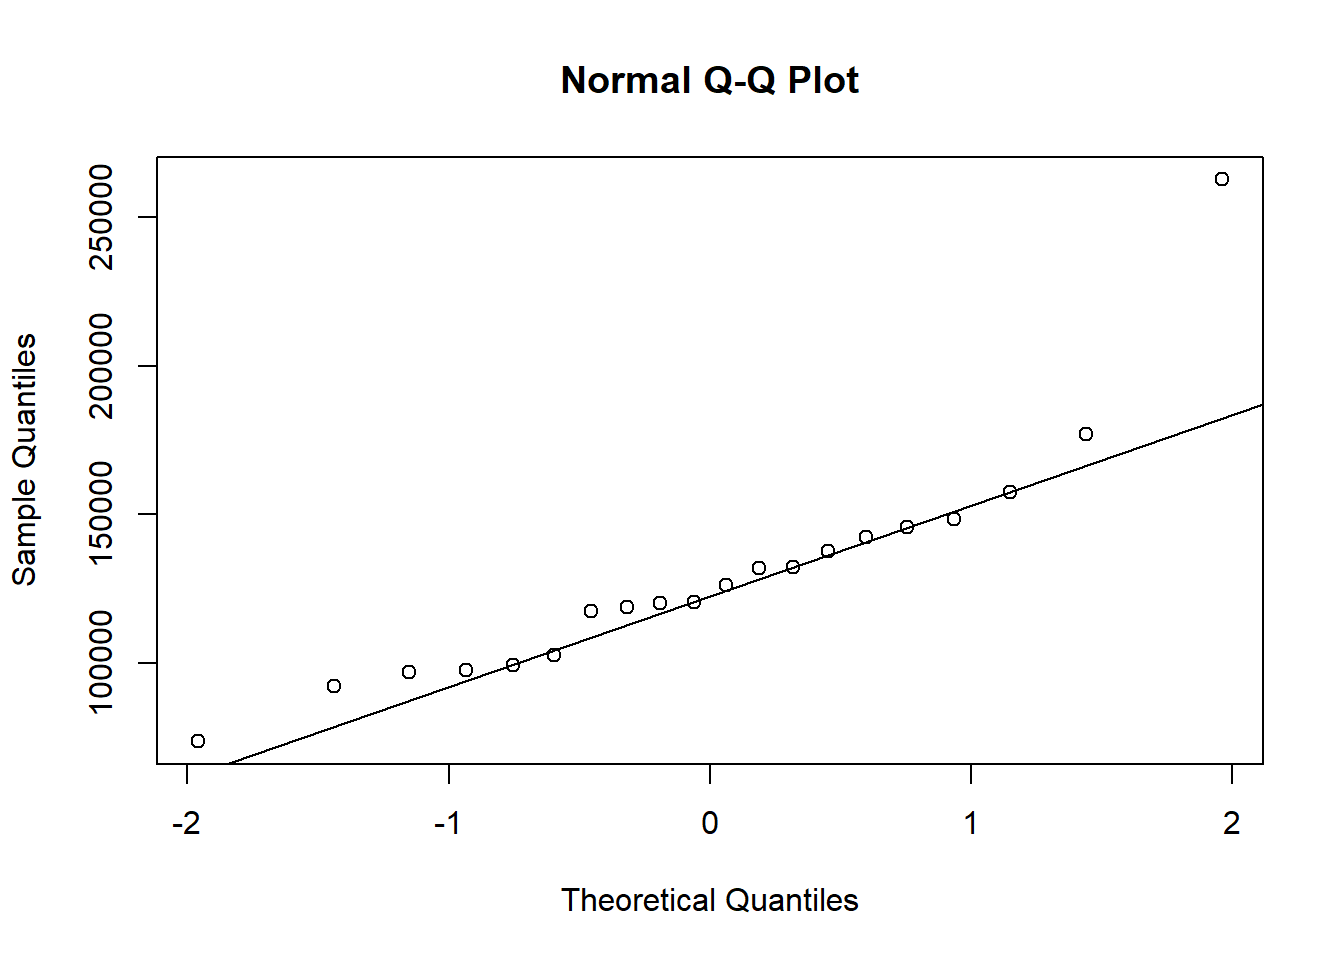 Normal Q-Q Plot
Sample Quantiles
250000
200000
150000
100000
-2 -1 0 1 2
Theoretical Quantiles